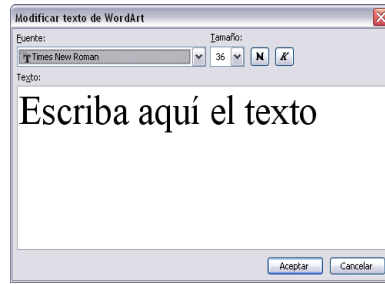 Modificar texto de WordArt
Fuente:
Tamaño:
Times New Roman
36
N
K
Texto:
Escriba aquí el texto
Aceptar
Cancelar